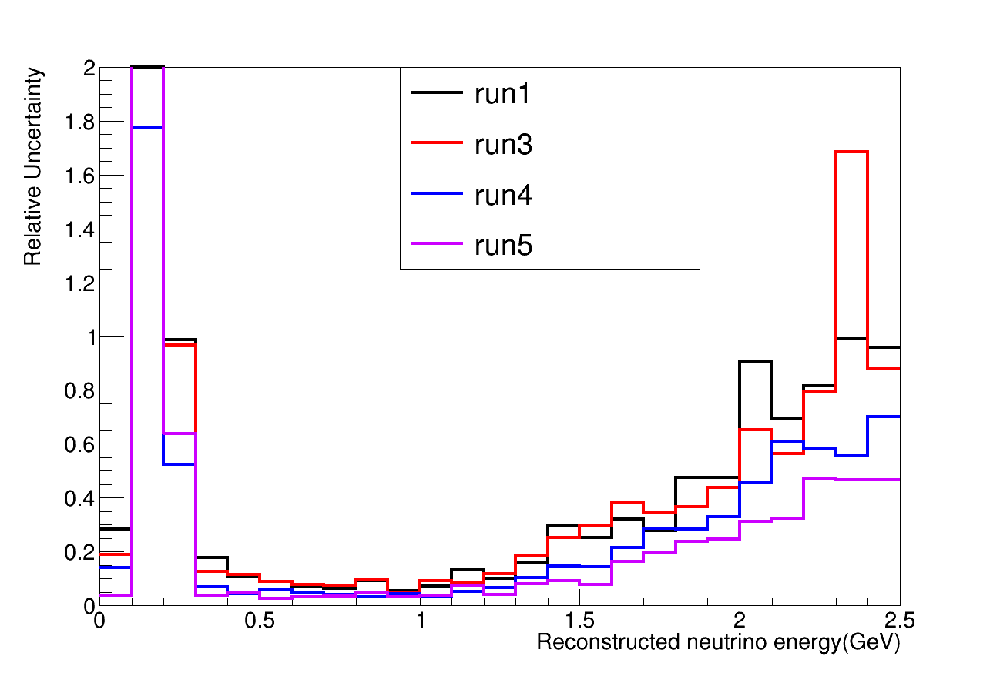 Relative Uncertainty
2
1.8
1.6
1.4
1.2
1
0.8
0.6
0.4
0.2
0
run1
run3
run4
run5
0 0.5 1 1.5 2 2.5
Reconstructed neutrino energy(GeV)